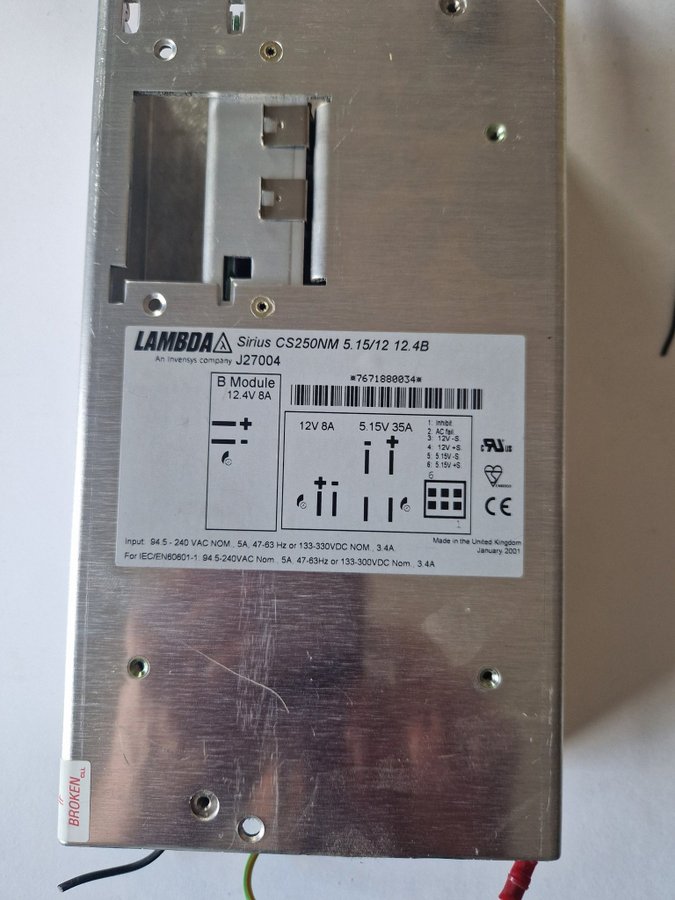 LAMBDA Sirius CS250NM 5.15/12 12.4B
An Invensys company J27004
B Module
12.4V 8A
*7671880034*
12V 8A 5.15V 35A
1: Inhibit
2: AC fail
3: 12V -S
4: 12V +S
5: 5.15V -S
6: 5.15V +S
6
1
+
-
- +
+ -
c UL us
CE
Made in the United Kingdom
January 2001
Input: 94.5 - 240 VAC NOM., 5A, 47-63 Hz or 133-330VDC NOM., 3.4A
For IEC/EN60601-1: 94.5-240VAC Nom., 5A, 47-63Hz or 133-300VDC Nom., 3.4A
BROKEN